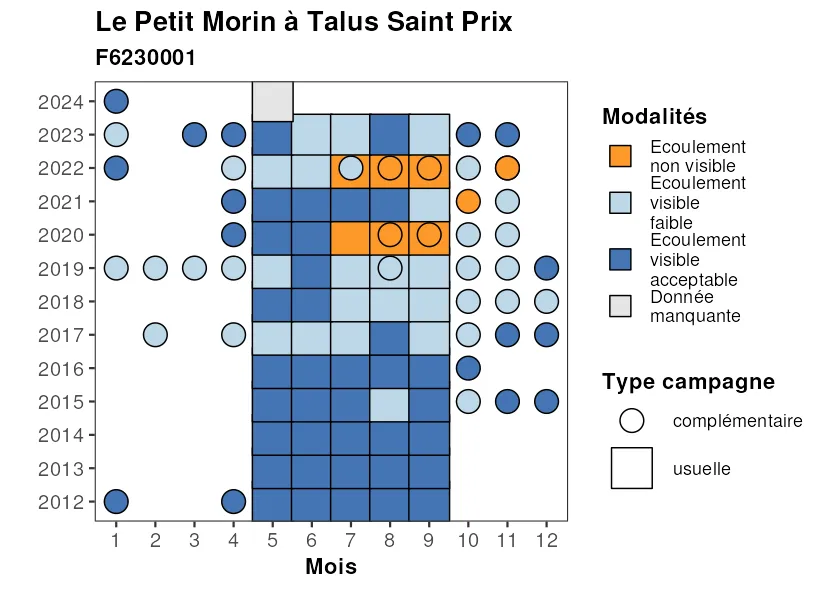 Le Petit Morin à Talus Saint Prix
F6230001
2024
2023
2022
2021
2020
2019
2018
2017
2016
2015
2014
2013
2012
1 2 3 4 5 6 7 8 9 10 11 12
Mois
Modalités
Ecoulement
non visible
Ecoulement
visible
faible
Ecoulement
visible
acceptable
Donnée
manquante
Type campagne
complémentaire
usuelle